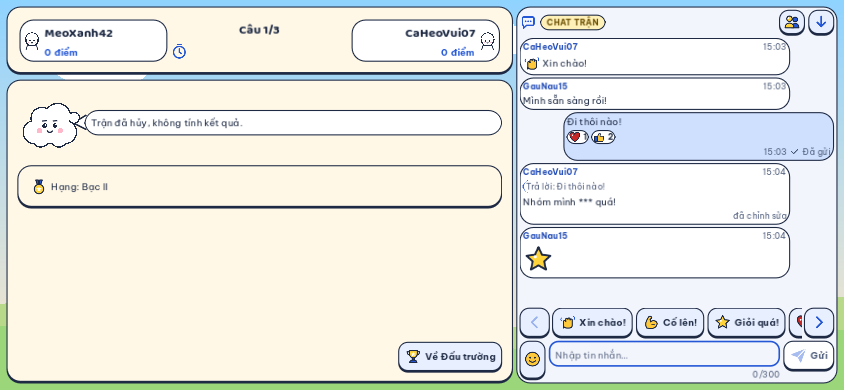 MeoXanh42
0 điểm
Câu 1/3
CaHeoVui07
0 điểm
Trận đã hủy, không tính kết quả.
Hạng: Bạc II
Về Đấu trường
CHAT TRẬN
CaHeoVui07 15:03
Xin chào!
GauNau15 15:03
Mình sẵn sàng rồi!
Đi thôi nào!
1 2
15:03 ✓ Đã gửi
CaHeoVui07 15:04
Trả lời: Đi thôi nào!
Nhóm mình *** quá!
đã chỉnh sửa
GauNau15 15:04
Xin chào! Cố lên! Giỏi quá!
Nhập tin nhắn... Gửi
0/300